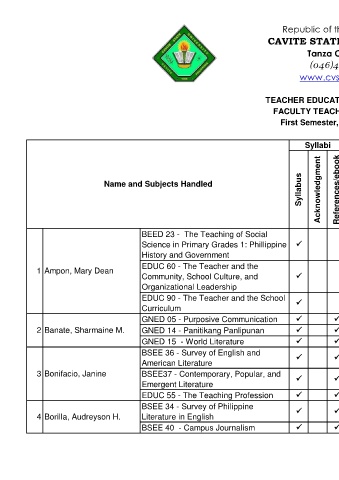 Republic of th
CAVITE STATE
Tanza C
(046)4
www.cvs
TEACHER EDUCAT
FACULTY TEACH
First Semester,
Syllabi
Name and Subjects Handled
Syllabus
Acknowledgment
References/ebook
BEED 23 - The Teaching of Social
Science in Primary Grades 1: Phillippine
History and Government
1 Ampon, Mary Dean
EDUC 60 - The Teacher and the
Community, School Culture, and
Organizational Leadership
EDUC 90 - The Teacher and the School
Curriculum
GNED 05 - Purposive Communication
2 Banate, Sharmaine M.
GNED 14 - Panitikang Panlipunan
GNED 15 - World Literature
BSEE 36 - Survey of English and
American Literature
3 Bonifacio, Janine
BSEE37 - Contemporary, Popular, and
Emergent Literature
EDUC 55 - The Teaching Profession
BSEE 34 - Survey of Philippine
Literature in English
4 Borilla, Audreyson H.
BSEE 40 - Campus Journalism